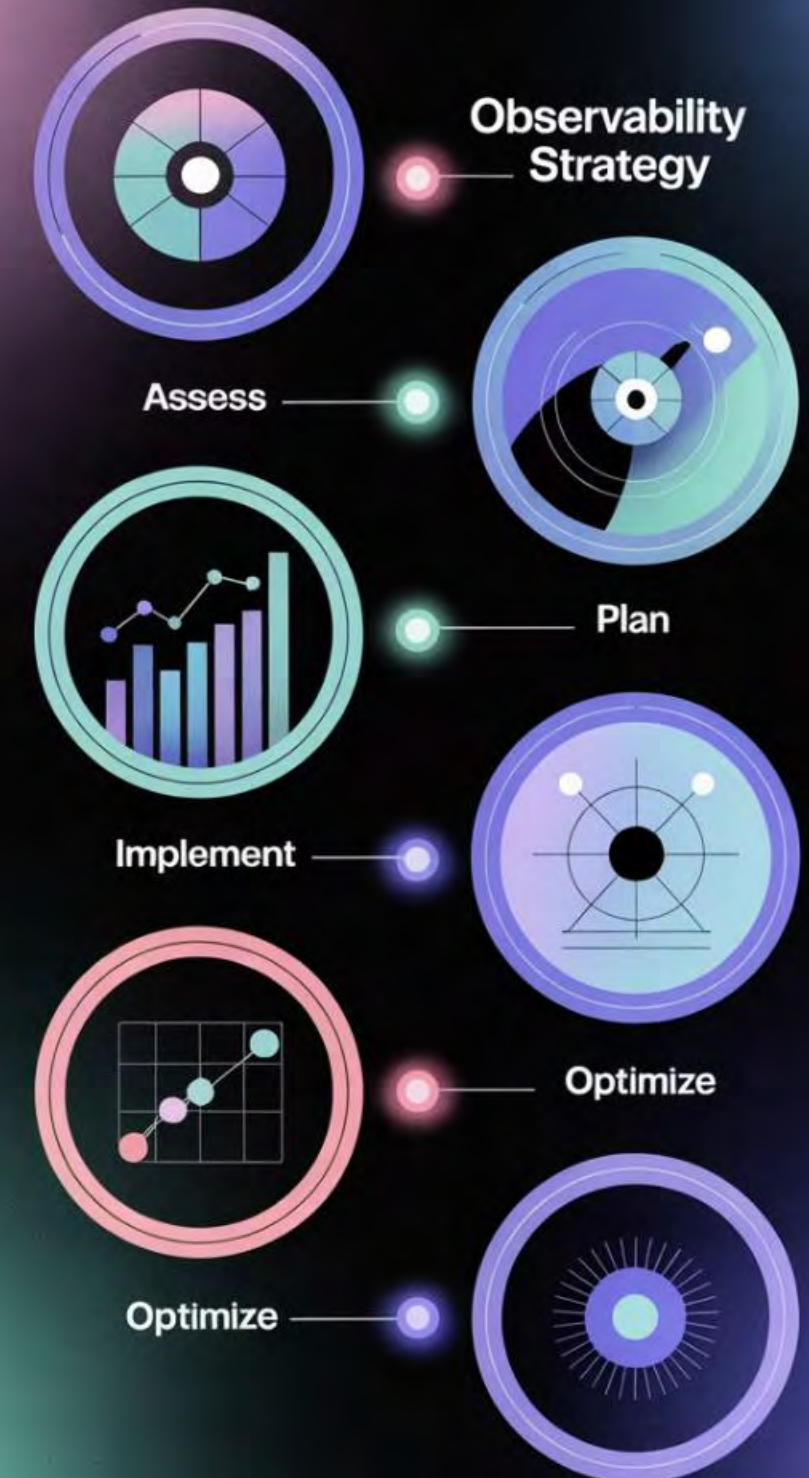 Observability
Strategy
Assess
Plan
Implement
Optimize
Optimize